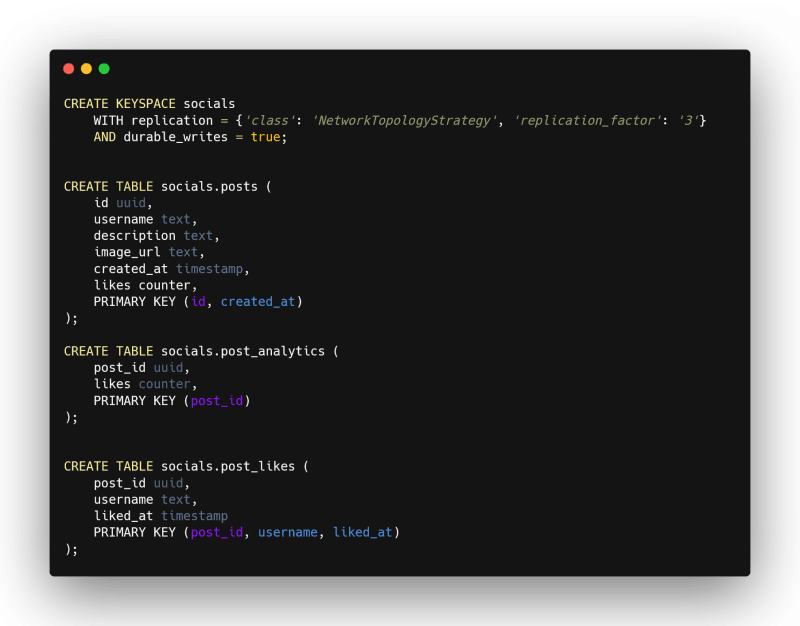 CREATE KEYSPACE socials
    WITH replication = {'class': 'NetworkTopologyStrategy', 'replication_factor': '3'}
    AND durable_writes = true;
CREATE TABLE socials.posts (
    id uuid,
    username text,
    description text,
    image_url text,
    created_at timestamp,
    likes counter,
    PRIMARY KEY (id, created_at)
);
CREATE TABLE socials.post_analytics (
    post_id uuid,
    likes counter,
    PRIMARY KEY (post_id)
);
CREATE TABLE socials.post_likes (
    post_id uuid,
    username text,
    liked_at timestamp
    PRIMARY KEY (post_id, username, liked_at)
);